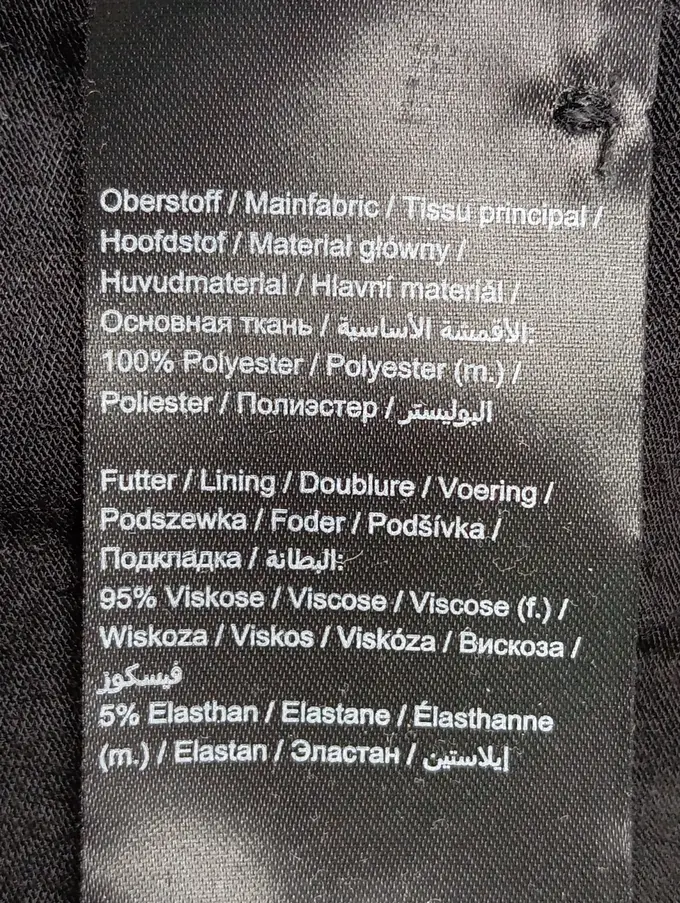 Oberstoff / Mainfabric / Tissu principal /
Hoofdstof / Materiał główny /
Huvudmaterial / Hlavní materiál /
Основная ткань / الأقمشة الأساسية:
100% Polyester / Polyester (m.) /
Poliester / Полиэстер / البوليستر
Futter / Lining / Doublure / Voering /
Podszewka / Foder / Podšívka /
Подкладка / البطانة:
95% Viskose / Viscose / Viscose (f.) /
Wiskoza / Viskos / Viskóza / Вискоза /
فيسكوز
5% Elasthan / Elastane / Élasthanne
(m.) / Elastan / Эластан / إيلاستين